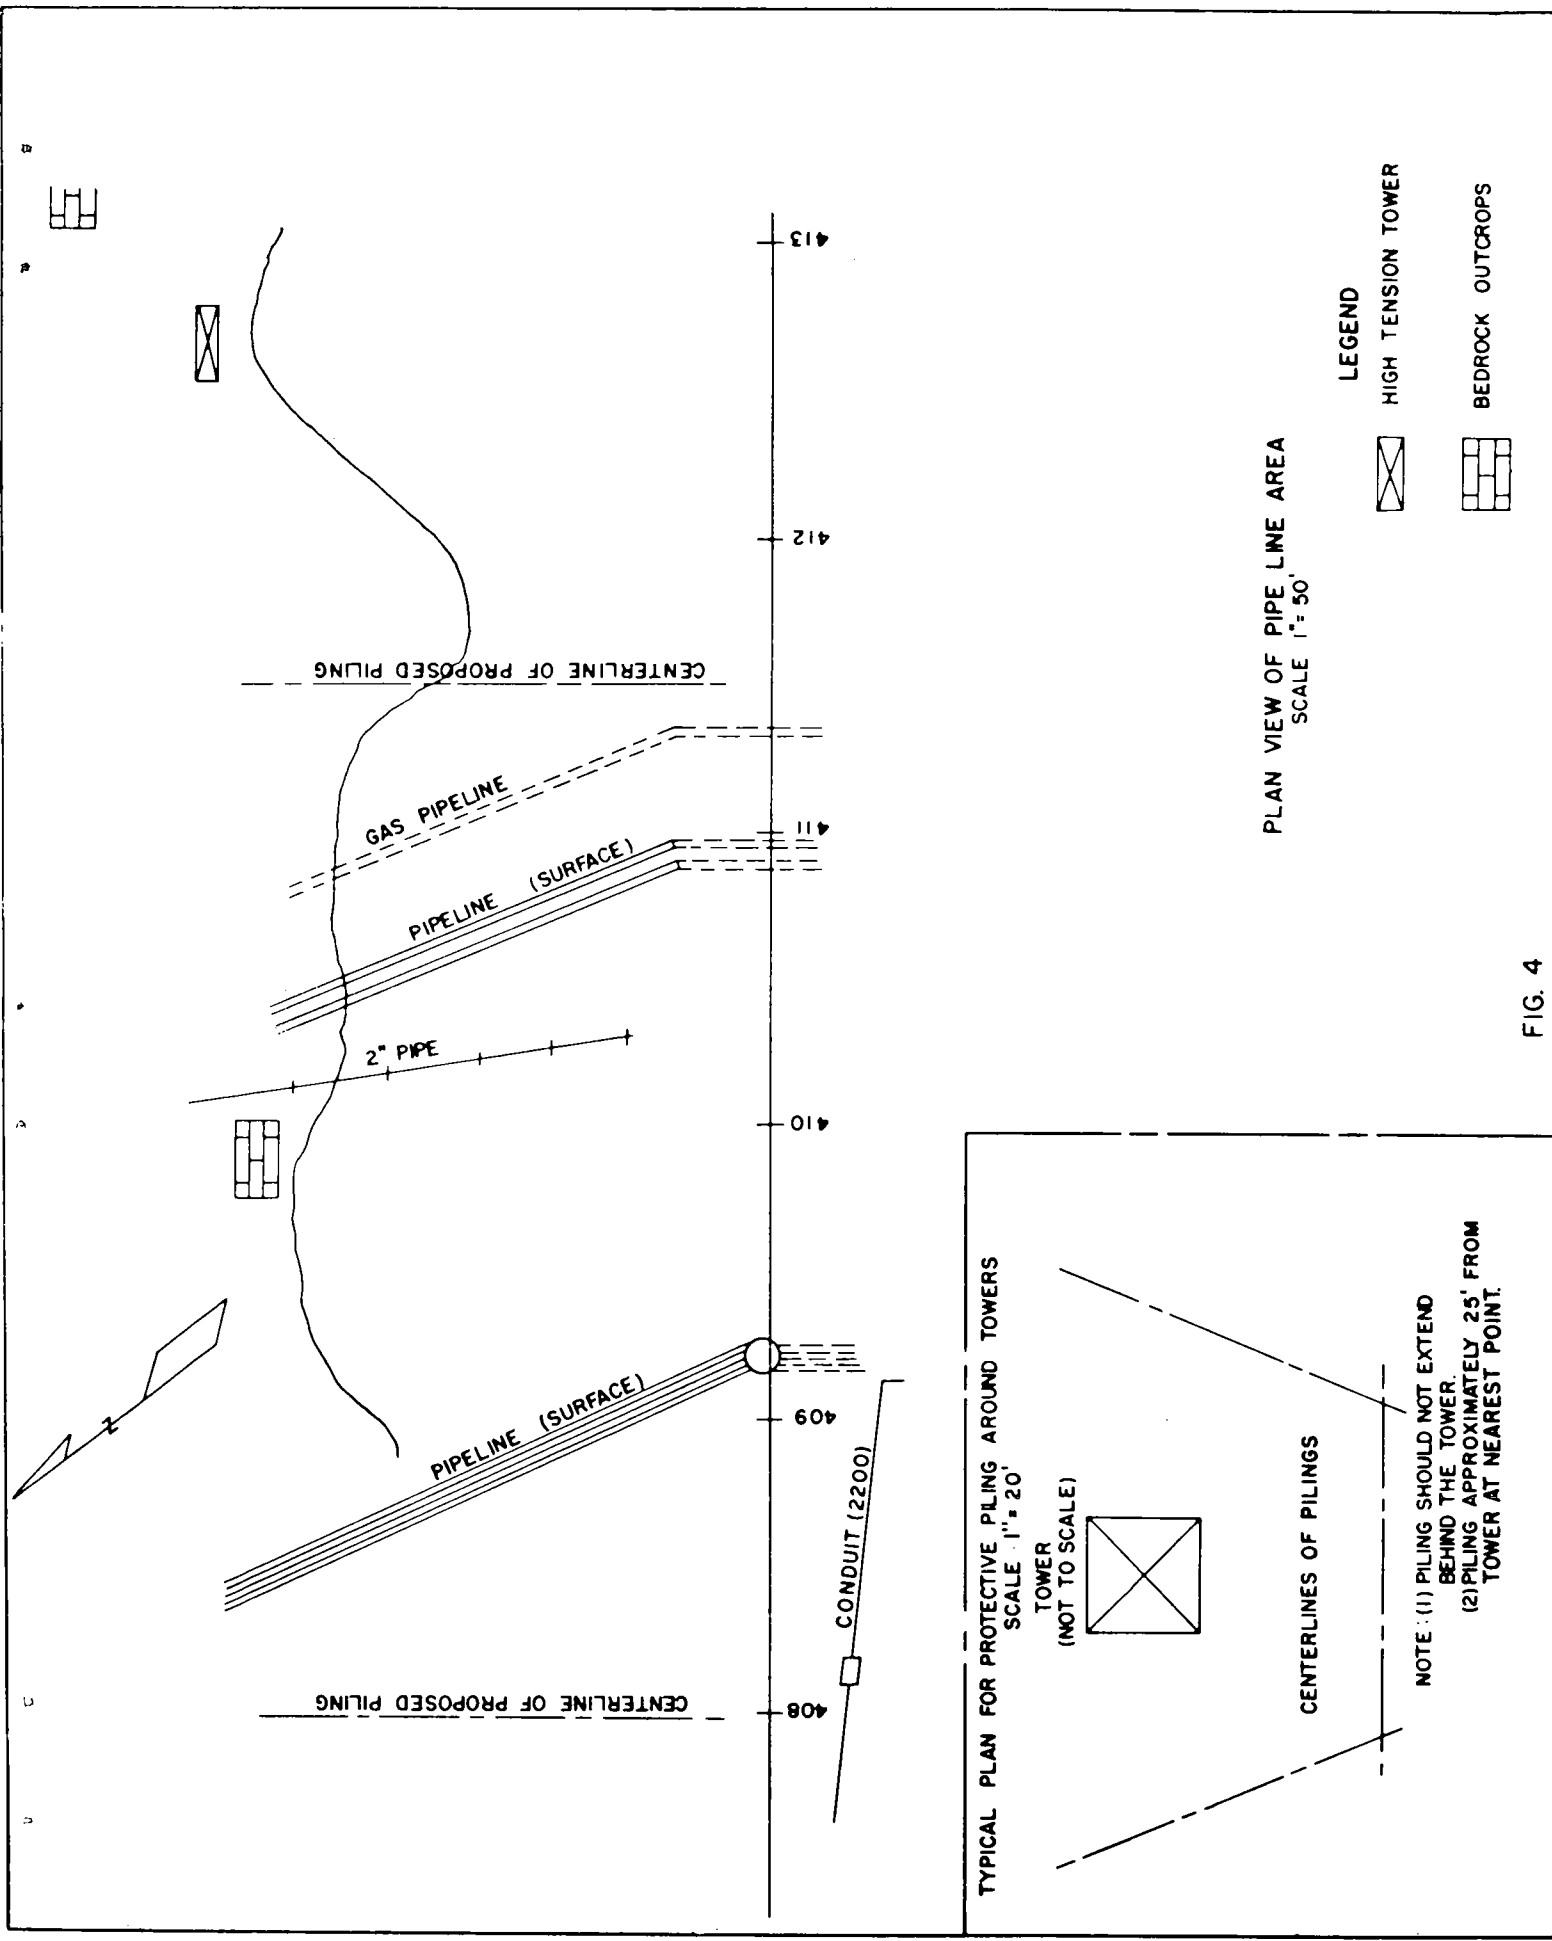 CENTERLINE OF PROPOSED PILING
PIPELINE (SURFACE)
2" PIPE
PIPELINE (SURFACE)
GAS PIPELINE
CENTERLINE OF PROPOSED PILING
408
409
410
411
412
413
CONDUIT (2200)
N
TYPICAL PLAN FOR PROTECTIVE PILING AROUND TOWERS
SCALE 1" = 20'
TOWER
(NOT TO SCALE)
CENTERLINES OF PILINGS
NOTE: (1) PILING SHOULD NOT EXTEND
BEHIND THE TOWER.
(2) PILING APPROXIMATELY 25' FROM
TOWER AT NEAREST POINT.
PLAN VIEW OF PIPE LINE AREA
SCALE 1" = 50'
LEGEND
HIGH TENSION TOWER
BEDROCK OUTCROPS
FIG. 4